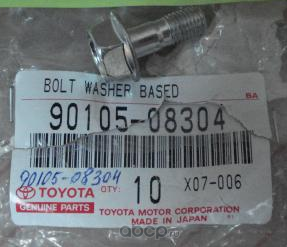 BOLT WASHER BASED
BA
90105-08304
90105-08304
TOYOTA
GENUINE PARTS
QTY:
10
X07-006
TOYOTA MOTOR CORPORATION
MADE IN JAPAN